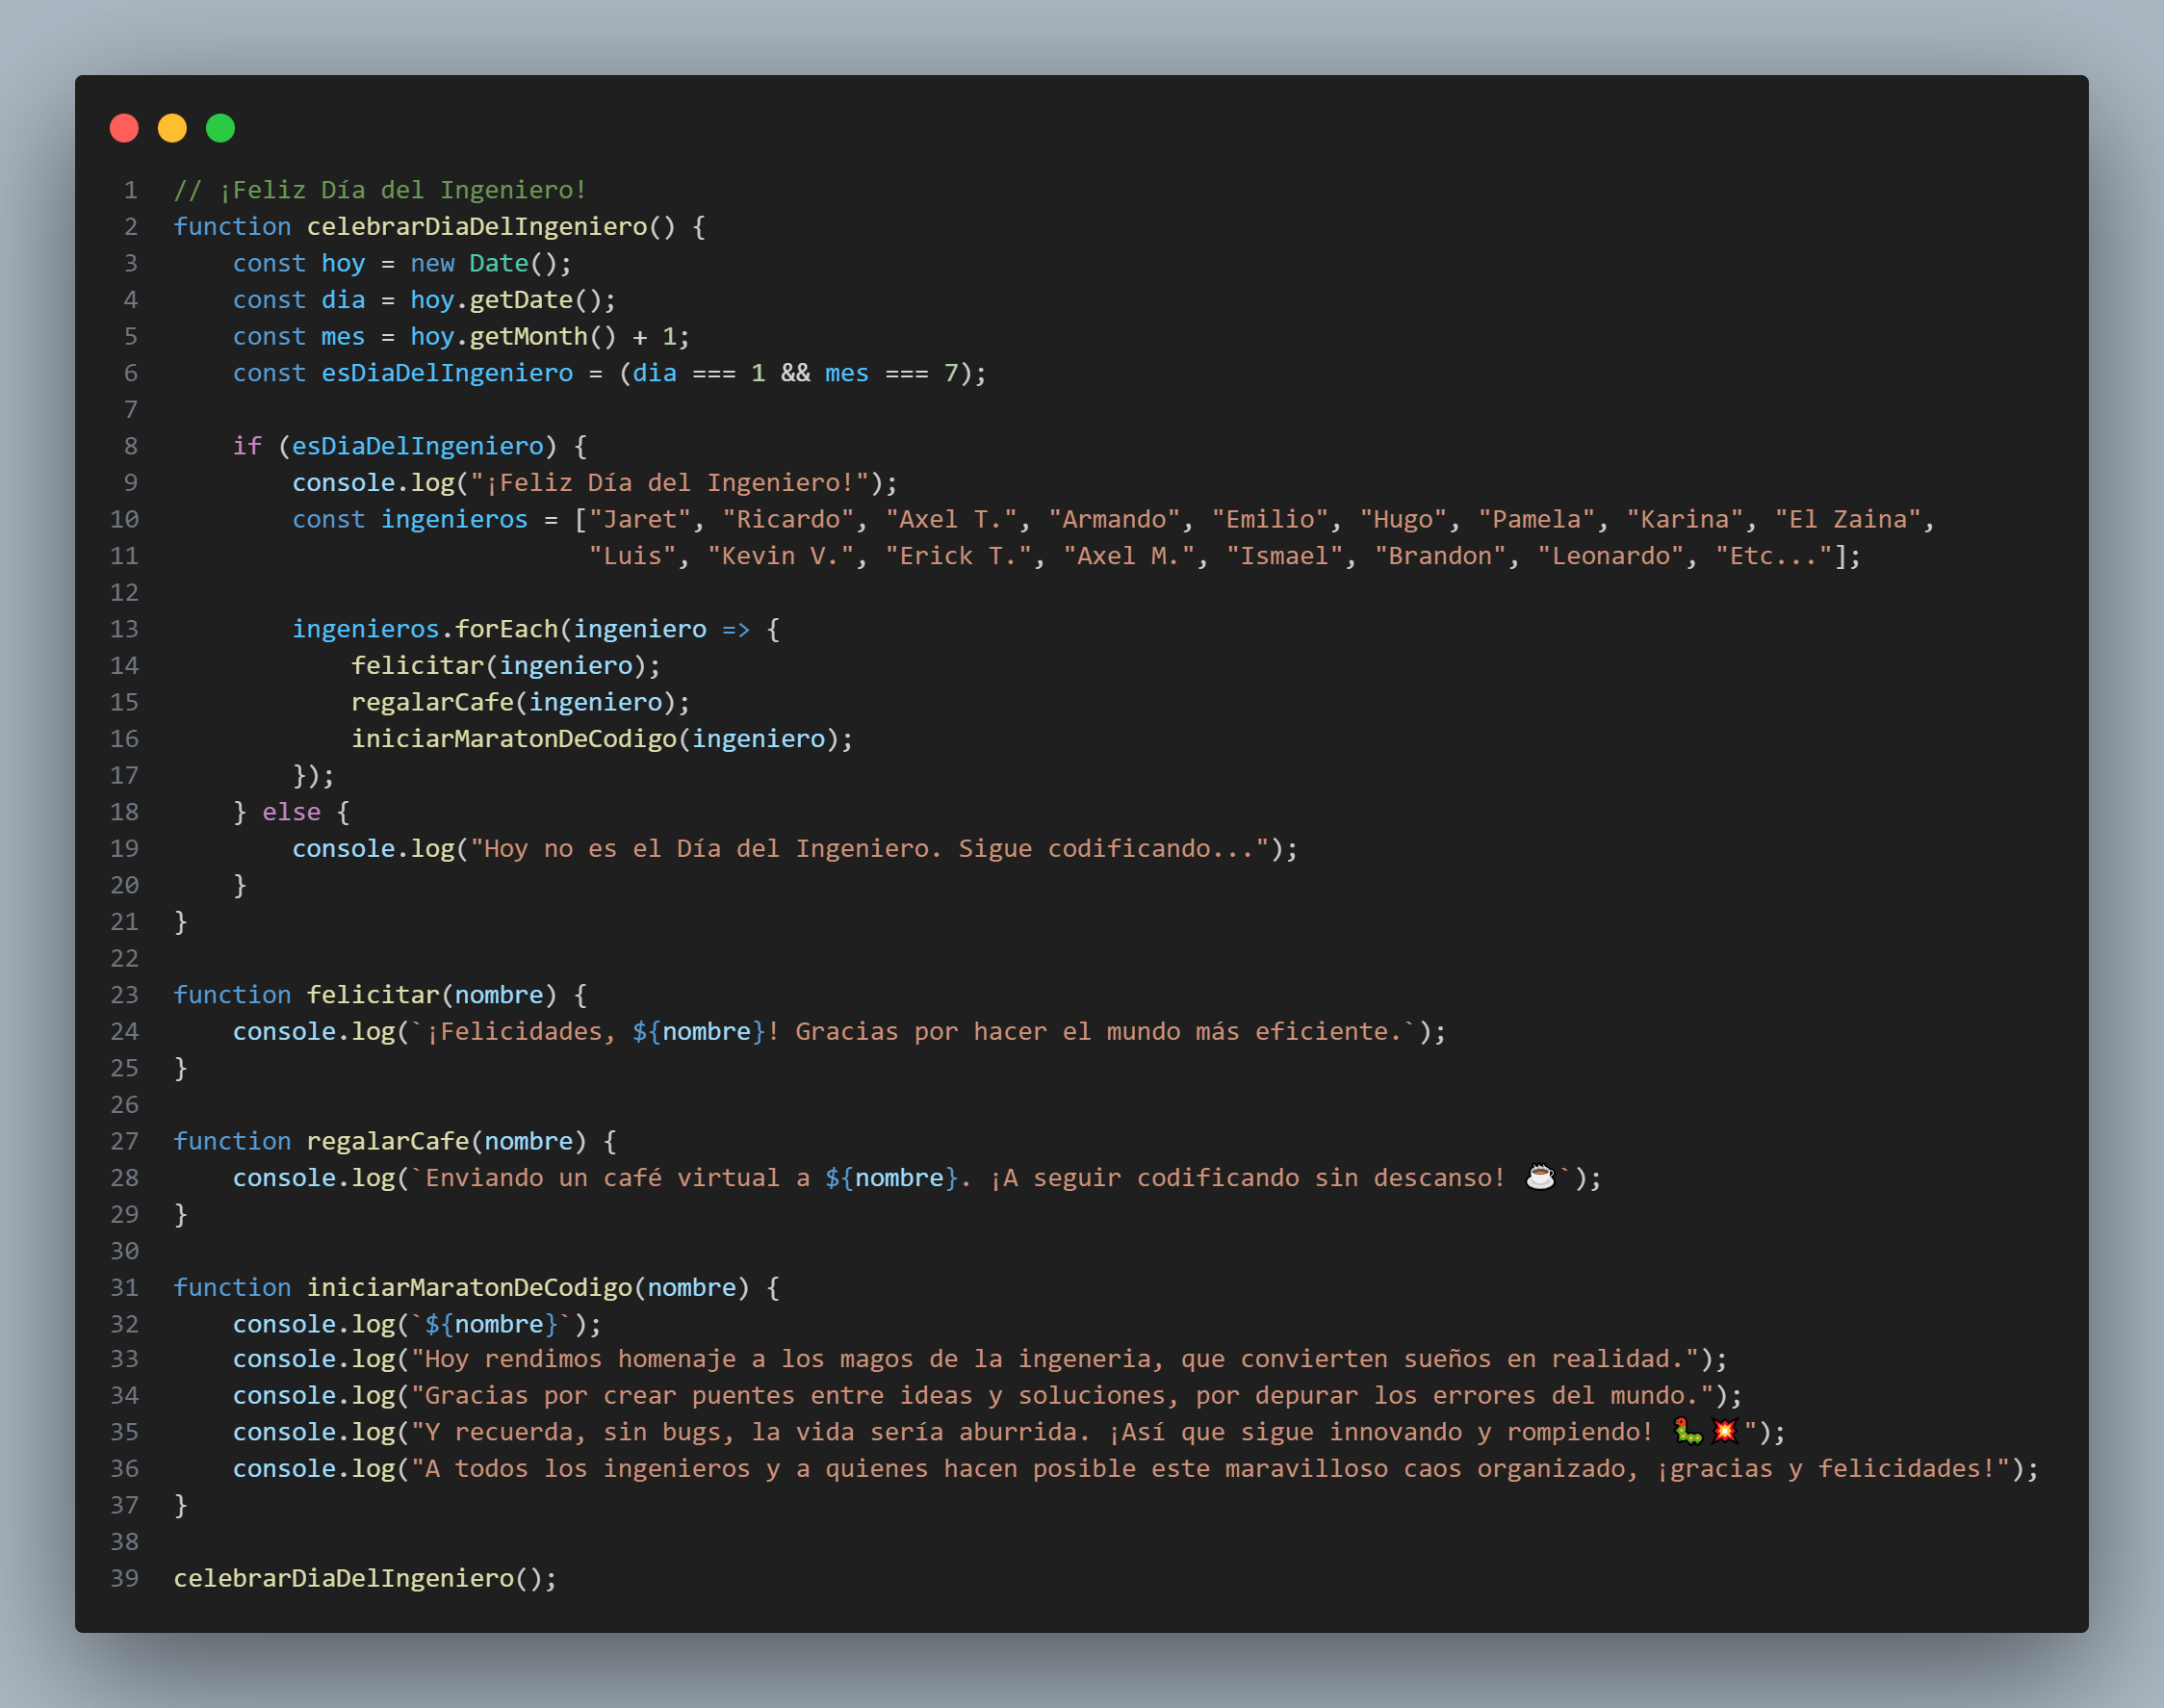 1 // ¡Feliz Día del Ingeniero!
2 function celebrarDiaDelIngeniero() {
3     const hoy = new Date();
4     const dia = hoy.getDate();
5     const mes = hoy.getMonth() + 1;
6     const esDiaDelIngeniero = (dia === 1 && mes === 7);
7
8     if (esDiaDelIngeniero) {
9         console.log("¡Feliz Día del Ingeniero!");
10         const ingenieros = ["Jaret", "Ricardo", "Axel T.", "Armando", "Emilio", "Hugo", "Pamela", "Karina", "El Zaina",
11                             "Luis", "Kevin V.", "Erick T.", "Axel M.", "Ismael", "Brandon", "Leonardo", "Etc..."];
12
13         ingenieros.forEach(ingeniero => {
14             felicitar(ingeniero);
15             regalarCafe(ingeniero);
16             iniciarMaratonDeCodigo(ingeniero);
17         });
18     } else {
19         console.log("Hoy no es el Día del Ingeniero. Sigue codificando...");
20     }
21 }
22
23 function felicitar(nombre) {
24     console.log(`¡Felicidades, ${nombre}! Gracias por hacer el mundo más eficiente.`);
25 }
26
27 function regalarCafe(nombre) {
28     console.log(`Enviando un café virtual a ${nombre}. ¡A seguir codificando sin descanso! ☕`);
29 }
30
31 function iniciarMaratonDeCodigo(nombre) {
32     console.log(`${nombre}`);
33     console.log("Hoy rendimos homenaje a los magos de la ingeneria, que convierten sueños en realidad.");
34     console.log("Gracias por crear puentes entre ideas y soluciones, por depurar los errores del mundo.");
35     console.log("Y recuerda, sin bugs, la vida sería aburrida. ¡Así que sigue innovando y rompiendo! 🐛💥");
36     console.log("A todos los ingenieros y a quienes hacen posible este maravilloso caos organizado, ¡gracias y felicidades!");
37 }
38
39 celebrarDiaDelIngeniero();